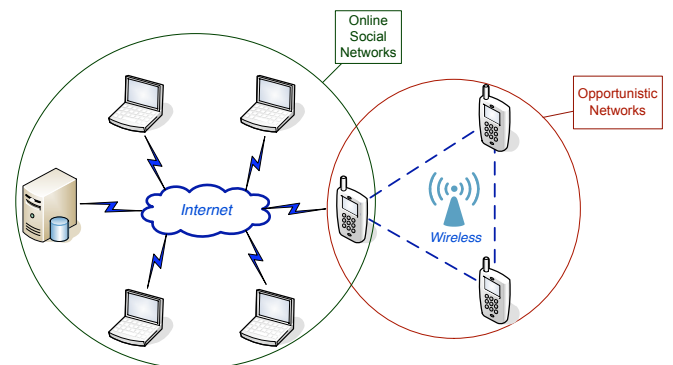 Online
Social
Networks
Opportunistic
Networks
Internet
Wireless